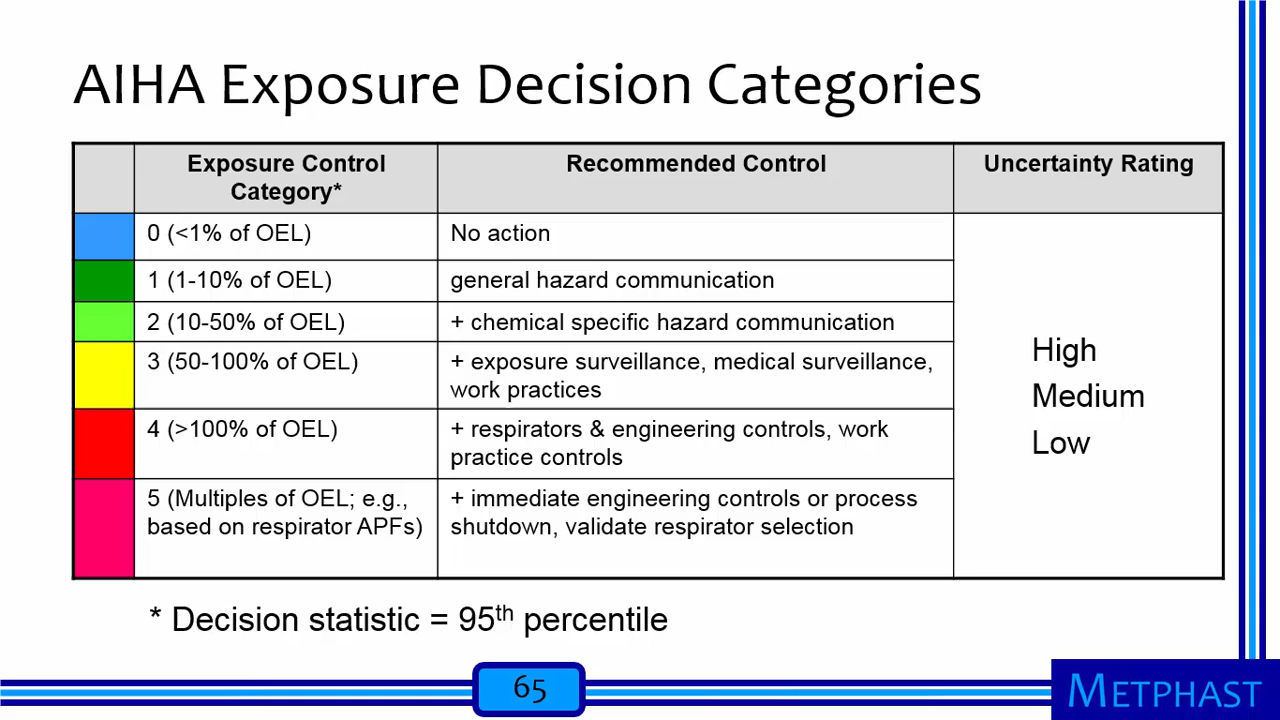 AIHA Exposure Decision Categories
Exposure Control
Category*
Recommended Control
Uncertainty Rating
0 (<1% of OEL)
No action
1 (1-10% of OEL)
general hazard communication
2 (10-50% of OEL)
+ chemical specific hazard communication
3 (50-100% of OEL)
+ exposure surveillance, medical surveillance,
work practices
4 (>100% of OEL)
+ respirators & engineering controls, work
practice controls
5 (Multiples of OEL; e.g.,
based on respirator APFs)
+ immediate engineering controls or process
shutdown, validate respirator selection
High
Medium
Low
* Decision statistic = 95th percentile
65
METPHAST